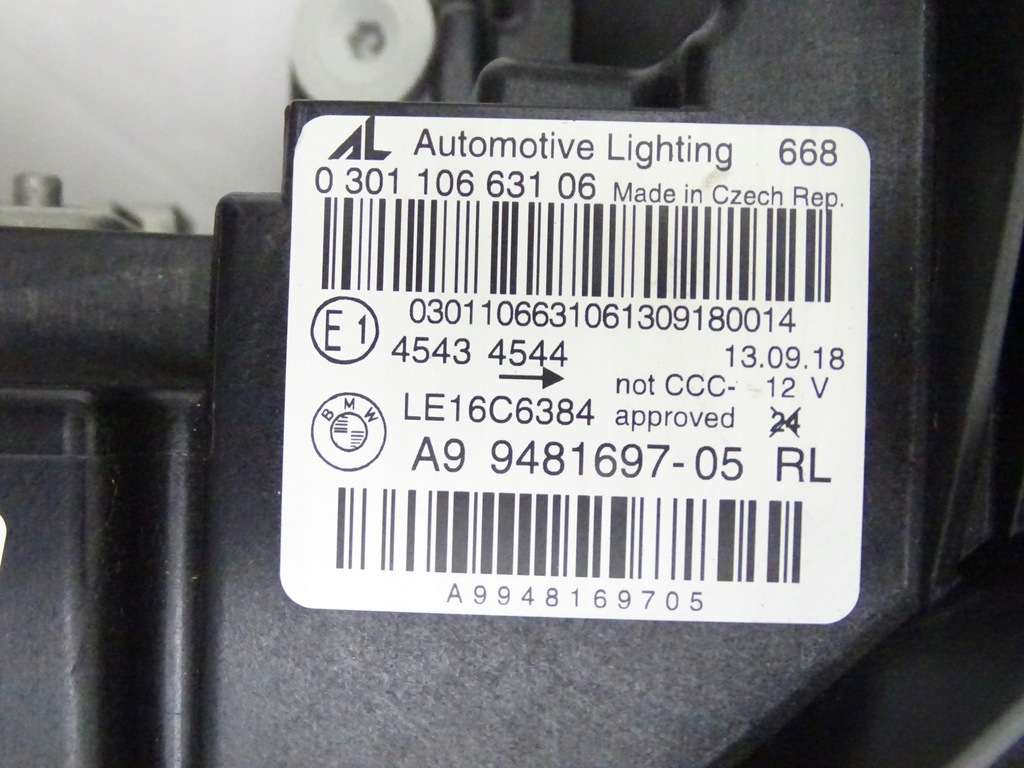 AL Automotive Lighting 668
0 301 106 631 06 Made in Czech Rep.
0301106631061309180014
E1
4543 4544 13.09.18
not CCC- 12 V
BMW LE16C6384 approved 24
A9 9481697-05 RL
A9948169705